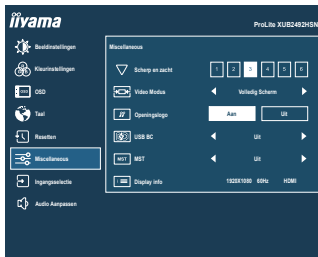 iiyama
ProLite XUB2492HSN
Beeldinstellingen
Kleurinstellingen
OSD
OSD
Taal
Resetten
Miscellaneous
Ingangsselectie
Audio Aanpassen
Miscellaneous
Scherp en zacht 1 2 3 4 5 6
Video Modus Volledig Scherm
Openingslogo Aan Uit
USB BC Uit
MST MST Uit
Display info 1920X1080 60Hz HDMI